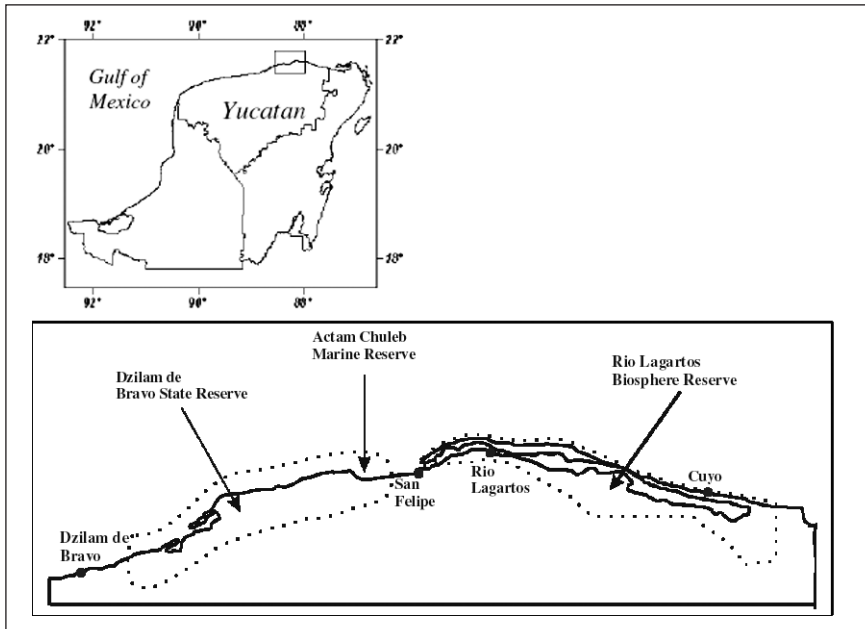 92°
90°
88°
22°
22°
Gulf of
Mexico
Yucatan
20°
20°
18°
18°
92°
90°
88°
Actam Chuleb
Marine Reserve
Dzilam de
Bravo State Reserve
Rio Lagartos
Biosphere Reserve
San
Felipe
Rio
Lagartos
Cuyo
Dzilam de
Bravo